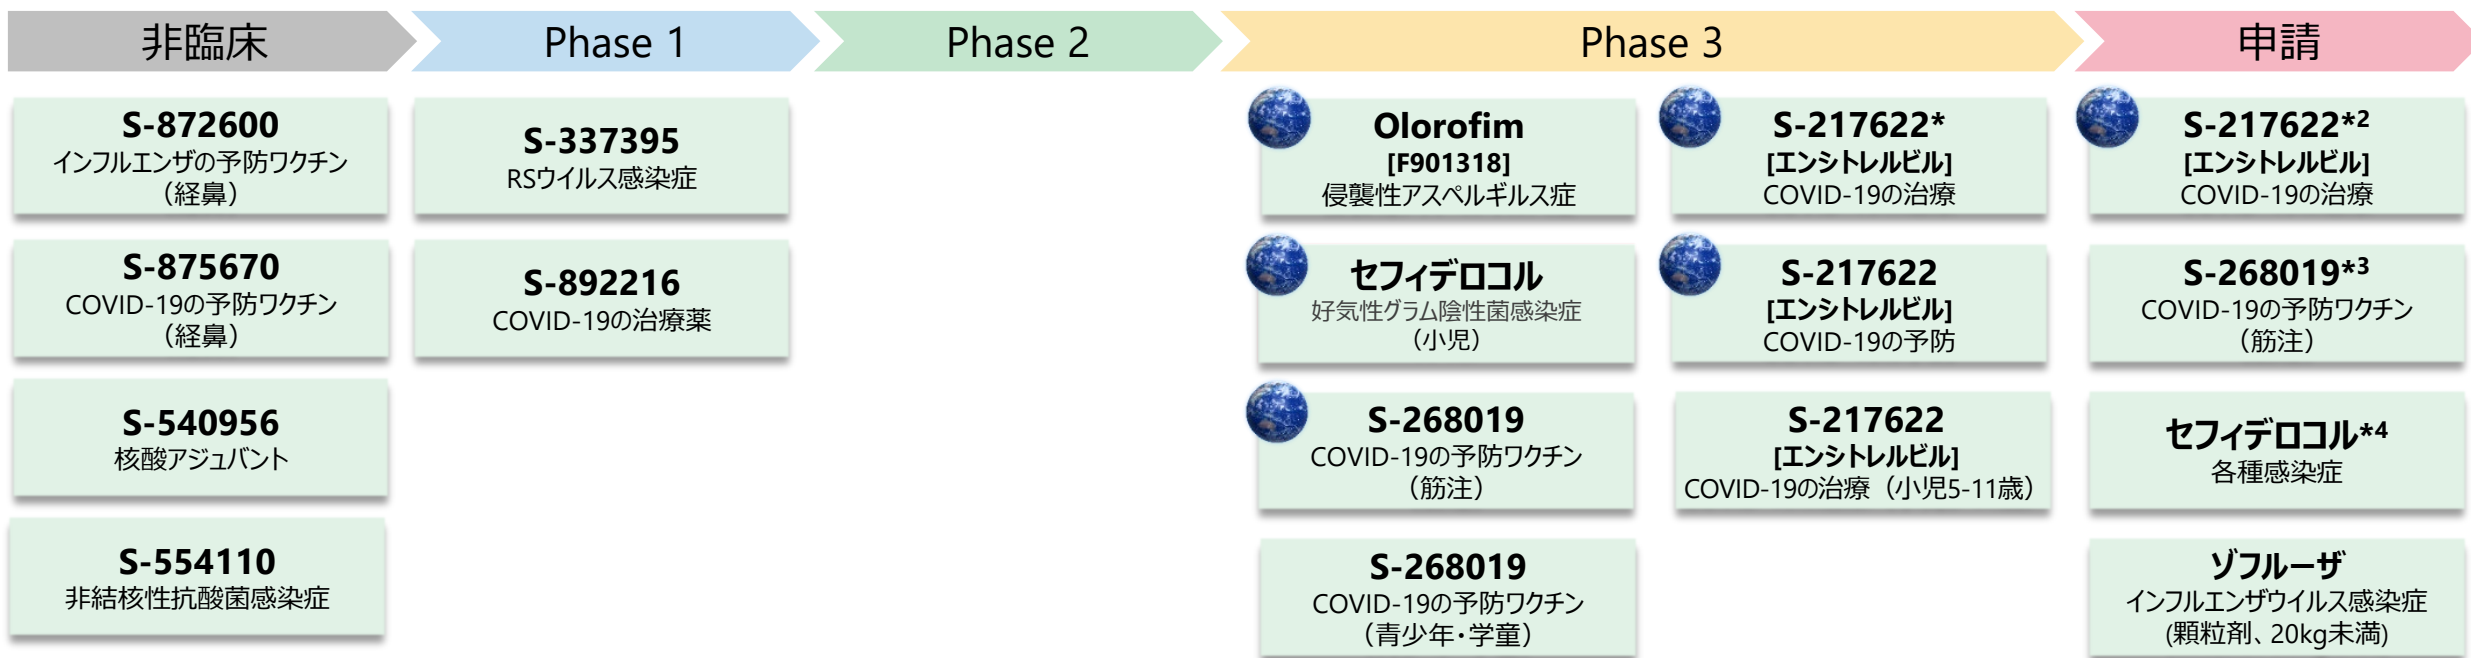 非臨床
Phase 1
Phase 2
Phase 3
申請
S-872600
インフルエンザの予防ワクチン
（経鼻）
S-875670
COVID-19の予防ワクチン
（経鼻）
S-540956
核酸アジュバント
S-554110
非結核性抗酸菌感染症
S-337395
RSウイルス感染症
S-892216
COVID-19の治療薬
Olorofim
[F901318]
侵襲性アスペルギルス症
セフィデロコル
好気性グラム陰性菌感染症
（小児）
S-268019
COVID-19の予防ワクチン
（筋注）
S-268019
COVID-19の予防ワクチン
（青少年・学童）
S-217622*
[エンシトレルビル]
COVID-19の治療
S-217622
[エンシトレルビル]
COVID-19の予防
S-217622
[エンシトレルビル]
COVID-19の治療（小児5-11歳）
S-217622*2
[エンシトレルビル]
COVID-19の治療
S-268019*3
COVID-19の予防ワクチン
（筋注）
セフィデロコル*4
各種感染症
ゾフルーザ
インフルエンザウイルス感染症
(顆粒剤、20kg未満)